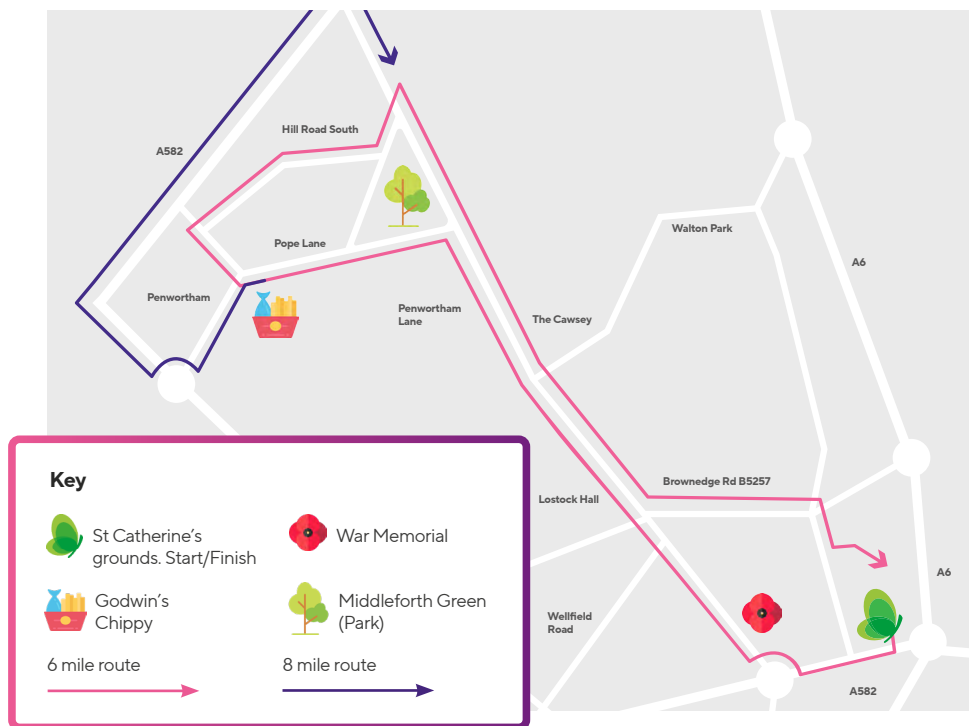 Hill Road South
A582
Walton Park
Pope Lane
A6
Penwortham
Penwortham
Lane
The Cawsey
Brownedge Rd B5257
Lostock Hall
A6
Wellfield
Road
A582
Key
St Catherine's
grounds. Start/Finish
War Memorial
Godwin's
Chippy
Middleforth Green
(Park)
6 mile route
8 mile route